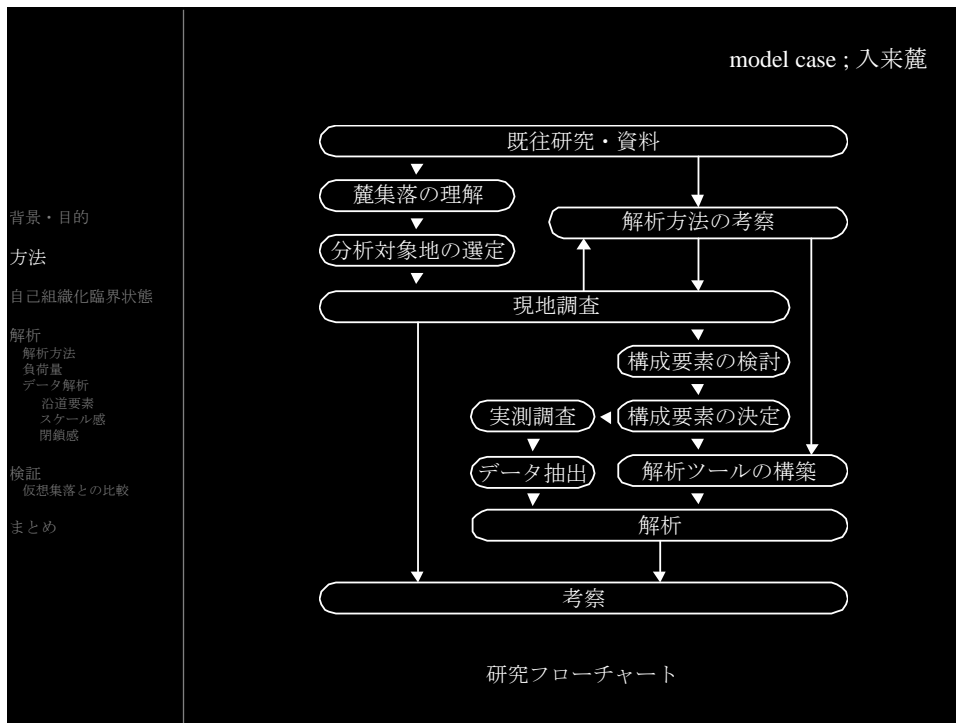 model case ; 入来麓
背景・目的
方法
自己組織化臨界状態
解析
解析方法
負荷量
データ解析
沿道要素
スケール感
閉鎖感
検証
仮想集落との比較
まとめ
既往研究・資料
麓集落の理解
解析方法の考察
分析対象地の選定
現地調査
構成要素の検討
実測調査
構成要素の決定
データ抽出
解析ツールの構築
解析
考察
研究フローチャート